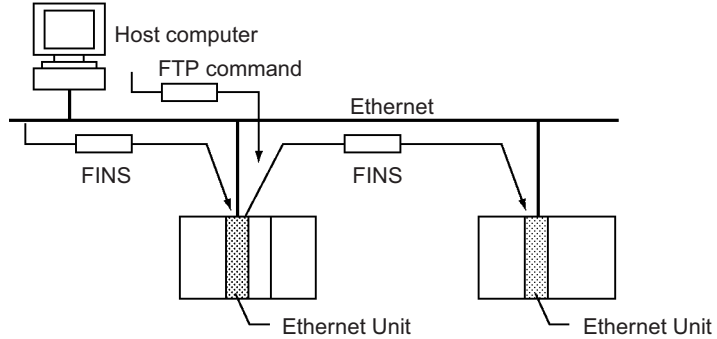 Host computer
FTP command
Ethernet
FINS
FINS
Ethernet Unit
Ethernet Unit